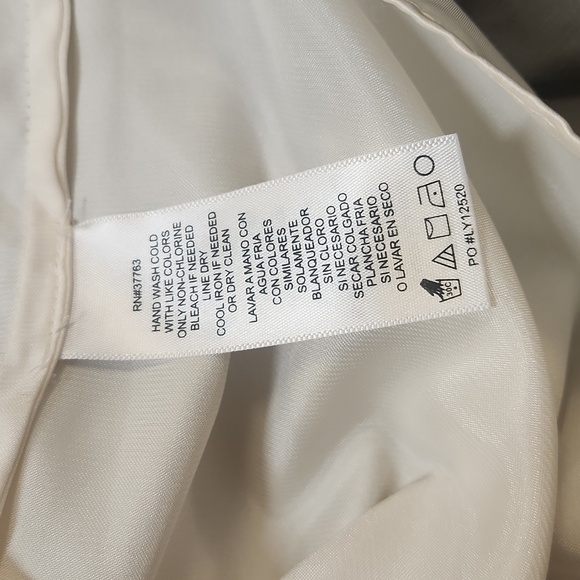 RN#37763
HAND WASH COLD
WITH LIKE COLORS
ONLY NON-CHLORINE
BLEACH IF NEEDED
LINE DRY
COOL IRON IF NEEDED
OR DRY CLEAN
LAVAR A MANO CON
AGUA FRIA
CON COLORES
SIMILARES
SOLAMENTE
BLANQUEADOR
SIN CLORO
SI NECESARIO
SECAR COLGADO
PLANCHA FRIA
SI NECESARIO
O LAVAR EN SECO
30C
PO #LY12520